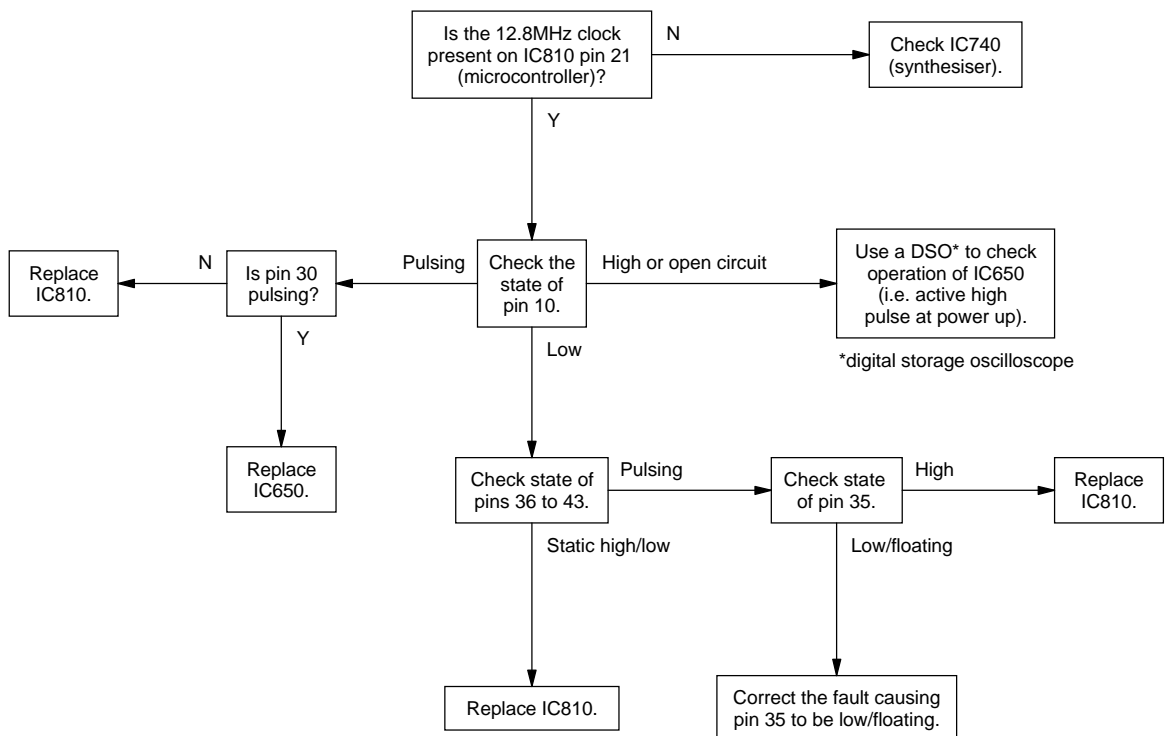 Is the 12.8MHz clock
present on IC810 pin 21
(microcontroller)?
N
Check IC740
(synthesiser).
Y
Replace
IC810.
N
Is pin 30
pulsing?
Pulsing
Check the
state of
pin 10.
High or open circuit
Use a DSO* to check
operation of IC650
(i.e. active high
pulse at power up).
*digital storage oscilloscope
Y
Low
Replace
IC650.
Check state of
pins 36 to 43.
Pulsing
Check state
of pin 35.
High
Replace
IC810.
Static high/low
Low/floating
Replace IC810.
Correct the fault causing
pin 35 to be low/floating.